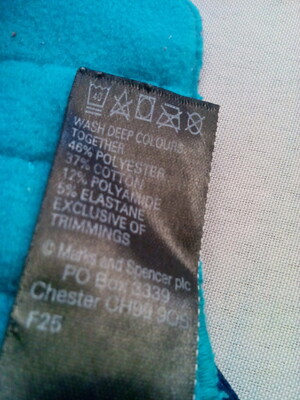 WASH DEEP COLOURS
TOGETHER
46% POLYESTER
37% COTTON
12% POLYAMIDE
5% ELASTANE
EXCLUSIVE OF
TRIMMINGS
© Marks and Spencer plc
PO Box 3339
Chester CH99 9QS
F25